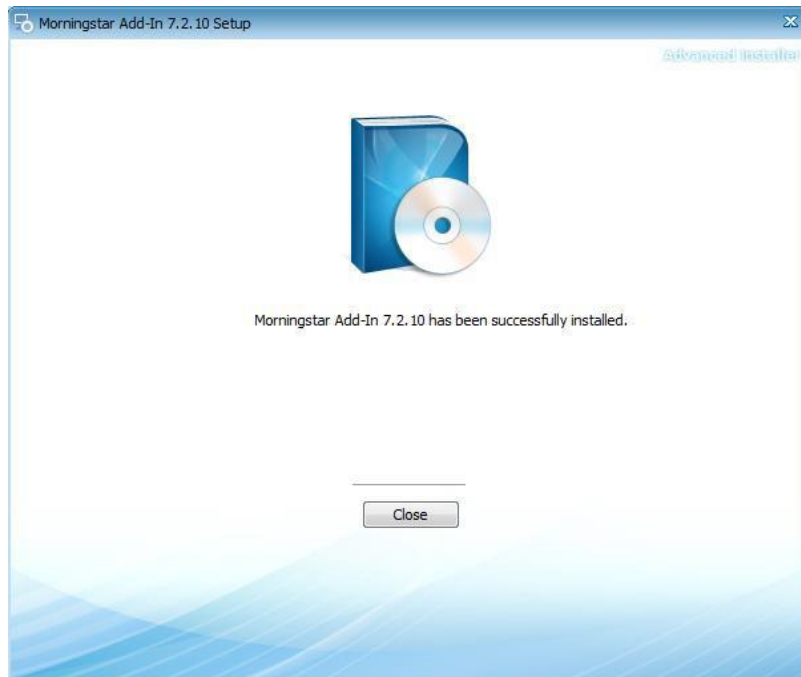 Morningstar Add-In 7.2.10 Setup
Advanced Installer
Morningstar Add-In 7.2.10 has been successfully installed.
Close